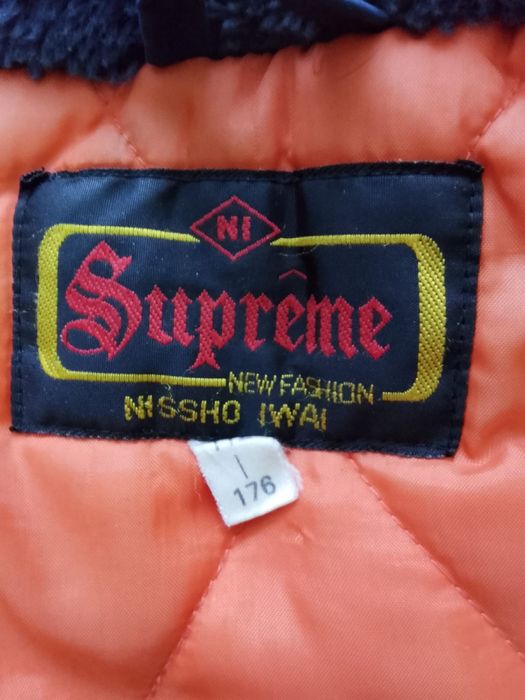 NI
Suprême
NEW FASHION
NISSHO IWAI
176